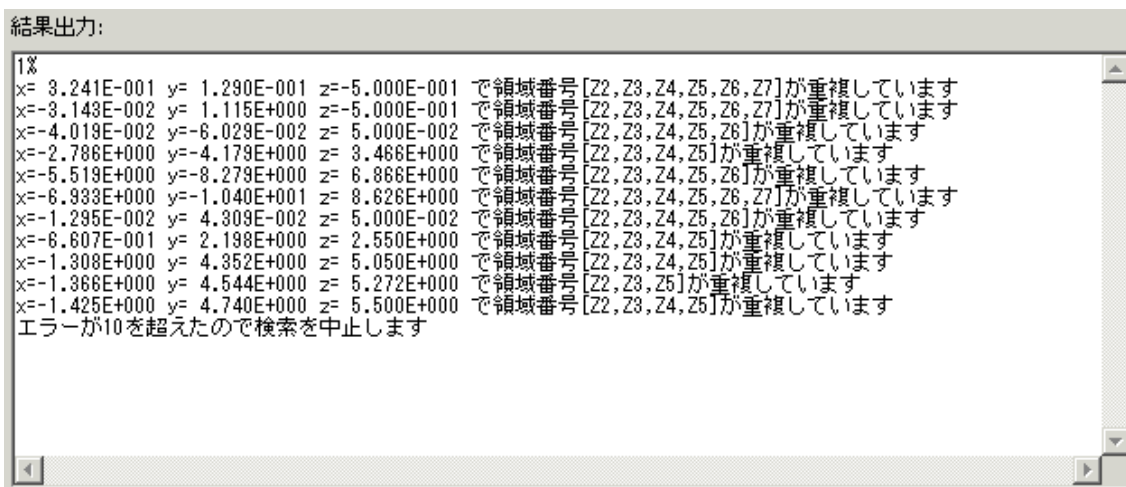 結果出力:
1%
x= 3.241E-001 y= 1.290E-001 z=-5.000E-001 で領域番号[Z2,Z3,Z4,Z5,Z6,Z7]が重複しています
x=-3.143E-002 y= 1.115E+000 z=-5.000E-001 で領域番号[Z2,Z3,Z4,Z5,Z6,Z7]が重複しています
x=-4.019E-002 y=-6.029E-002 z= 5.000E-002 で領域番号[Z2,Z3,Z4,Z5,Z6]が重複しています
x=-2.786E+000 y=-4.179E+000 z= 3.466E+000 で領域番号[Z2,Z3,Z4,Z5]が重複しています
x=-5.519E+000 y=-8.279E+000 z= 6.866E+000 で領域番号[Z2,Z3,Z4,Z5,Z6]が重複しています
x=-6.933E+000 y=-1.040E+001 z= 8.626E+000 で領域番号[Z2,Z3,Z4,Z5,Z6,Z7]が重複しています
x=-1.295E-002 y= 4.309E-002 z= 5.000E-002 で領域番号[Z2,Z3,Z4,Z5,Z6]が重複しています
x=-6.607E-001 y= 2.198E+000 z= 2.550E+000 で領域番号[Z2,Z3,Z4,Z5]が重複しています
x=-1.308E+000 y= 4.352E+000 z= 5.050E+000 で領域番号[Z2,Z3,Z4,Z5]が重複しています
x=-1.366E+000 y= 4.544E+000 z= 5.272E+000 で領域番号[Z2,Z3,Z5]が重複しています
x=-1.425E+000 y= 4.740E+000 z= 5.500E+000 で領域番号[Z2,Z3,Z4,Z5]が重複しています
エラーが10を超えたので検索を中止します